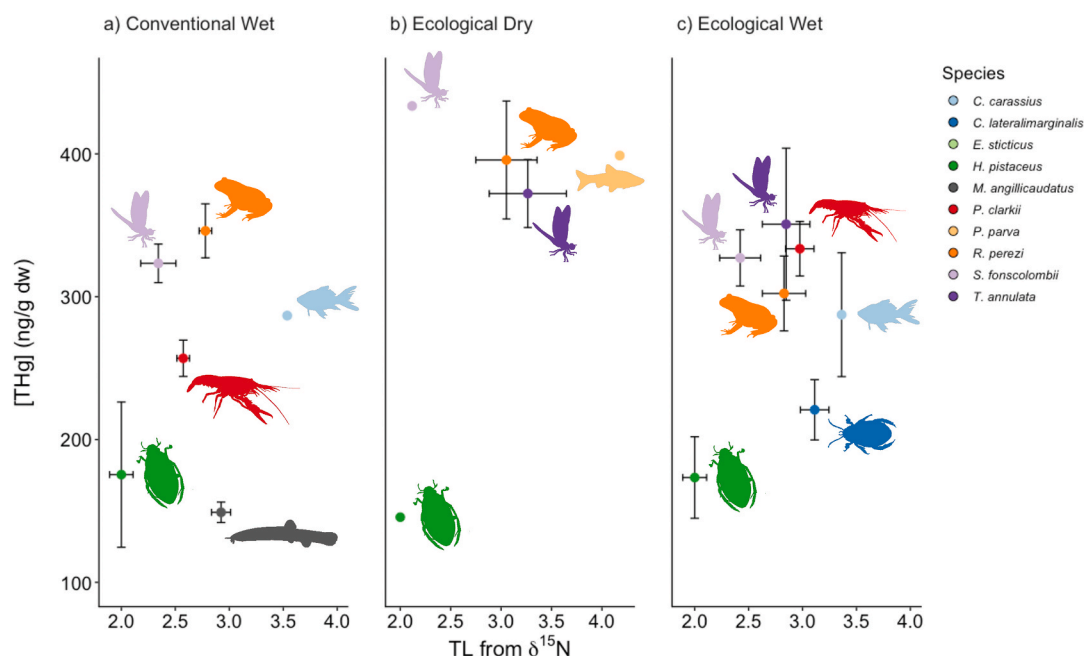 a) Conventional Wet
b) Ecological Dry
c) Ecological Wet
[THg] (ng/g dw)
400
300
200
100
2.0 2.5 3.0 3.5 4.0
2.0 2.5 3.0 3.5 4.0
2.0 2.5 3.0 3.5 4.0
TL from δ¹⁵N
Species
C. carassius
C. lateralimarginalis
E. sticticus
H. pistaceus
M. angillicaudatus
P. clarkii
P. parva
R. perezi
S. fonscolombii
T. annulata